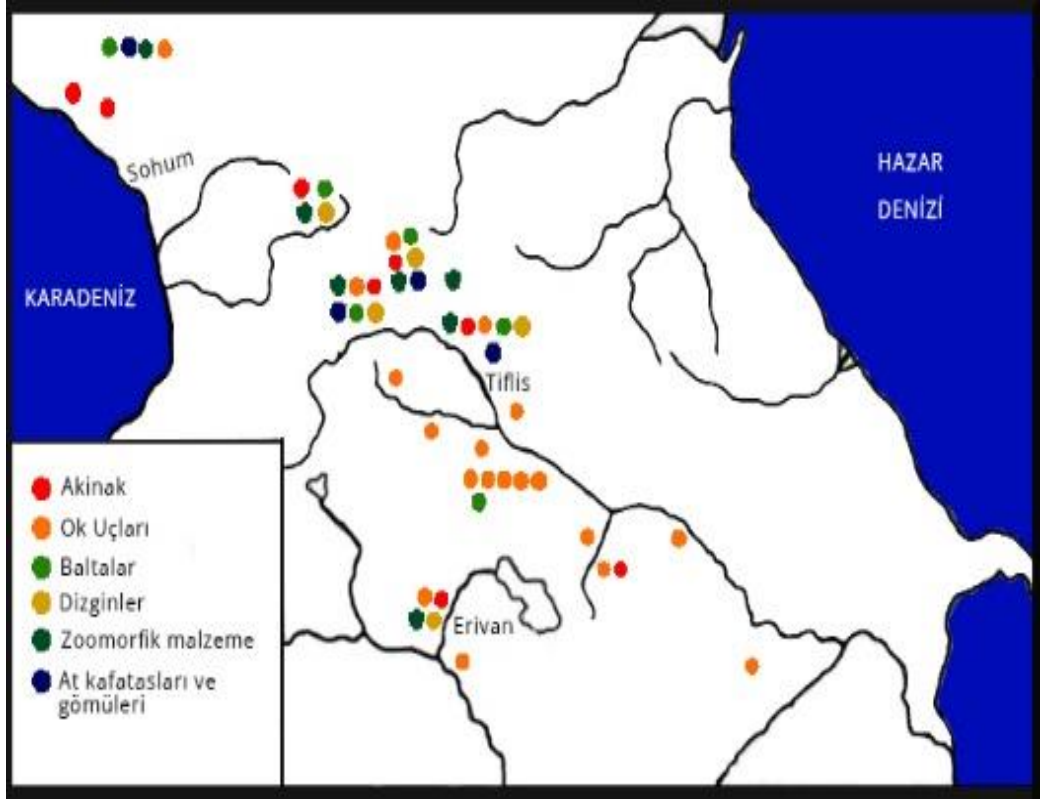 Sohum
HAZAR
DENİZİ
KARADENİZ
Tiflis
Akinak
Ok Uçları
Baltalar
Dizginler
Zoomorfik malzeme
At kafatasları ve
gömüleri
Erivan